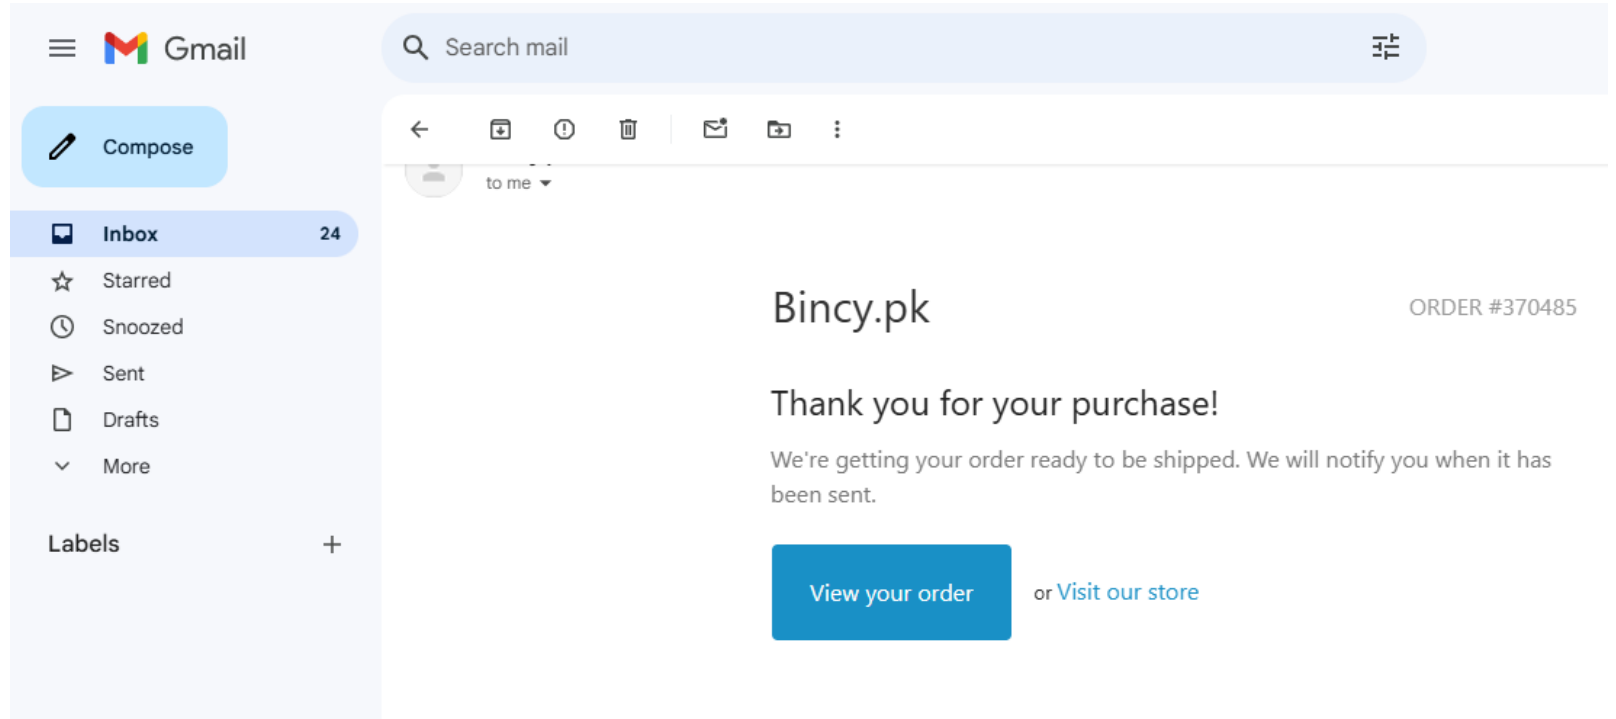 Gmail
Search mail
Compose
to me
Inbox 24
Starred
Snoozed
Sent
Drafts
More
Labels
Bincy.pk ORDER #370485
Thank you for your purchase!
We're getting your order ready to be shipped. We will notify you when it has
been sent.
View your order or Visit our store